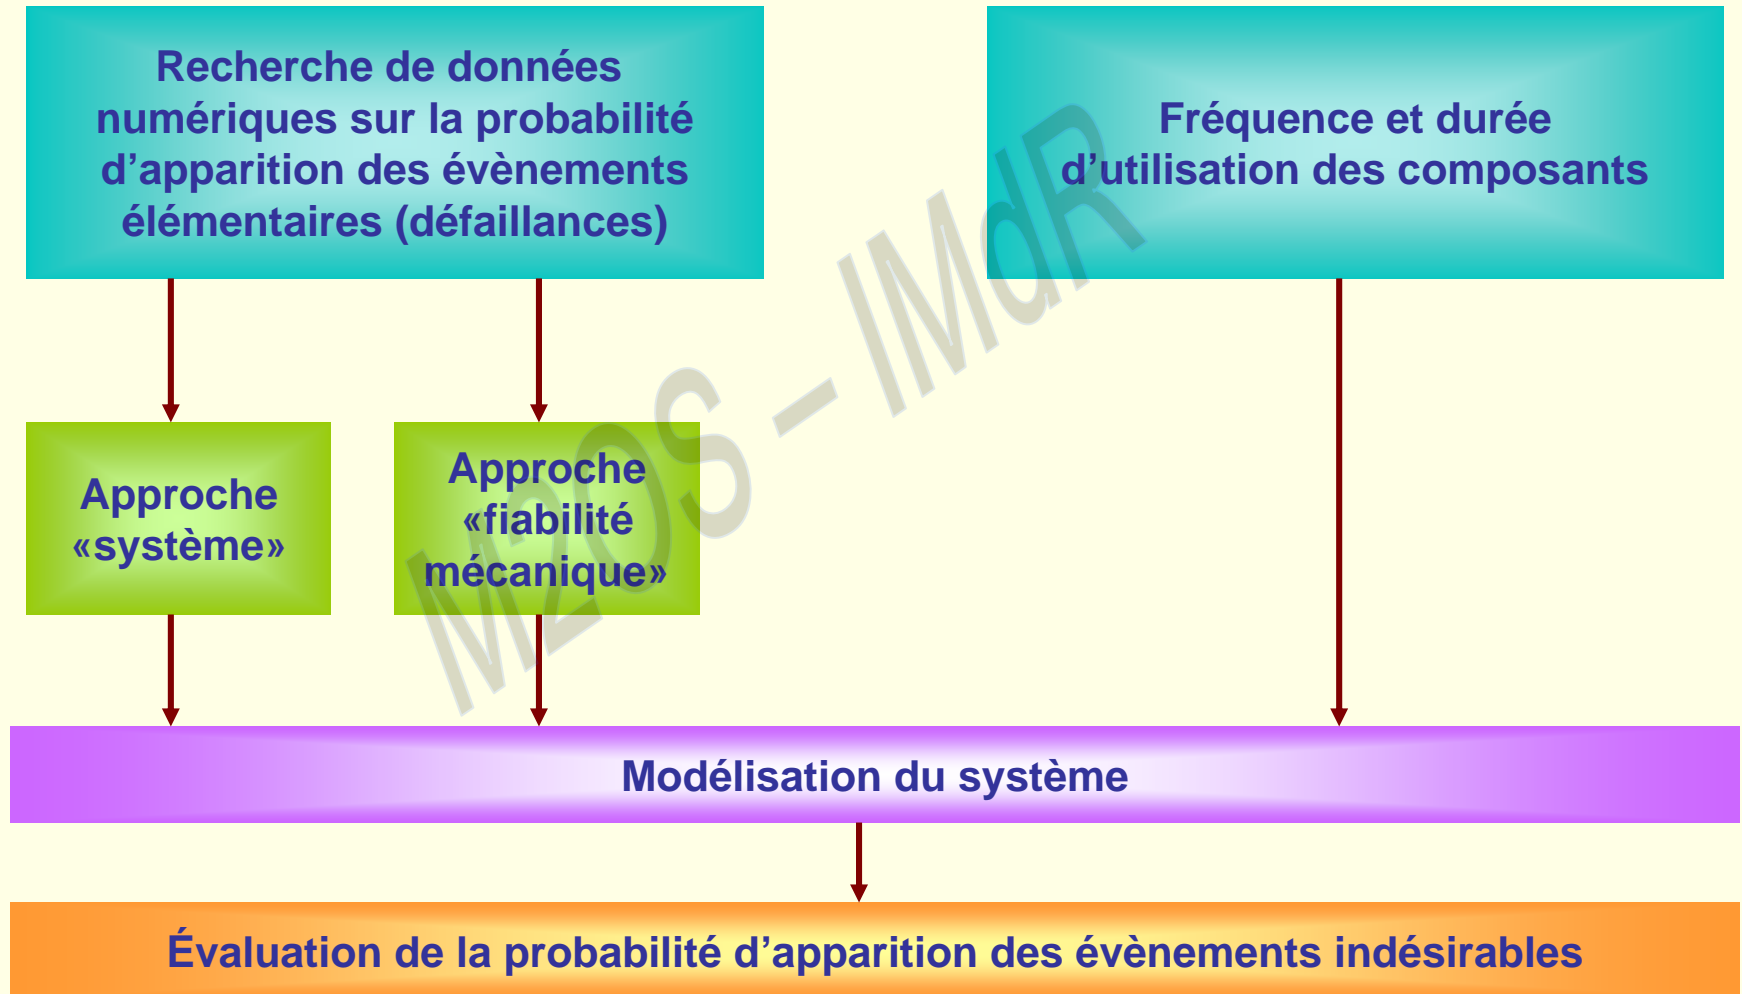 Recherche de données
numériques sur la probabilité
d’apparition des évènements
élémentaires (défaillances)
Fréquence et durée
d’utilisation des composants
Approche
«système»
Approche
«fiabilité
mécanique»
M2OS – IMdR
Modélisation du système
Évaluation de la probabilité d’apparition des évènements indésirables